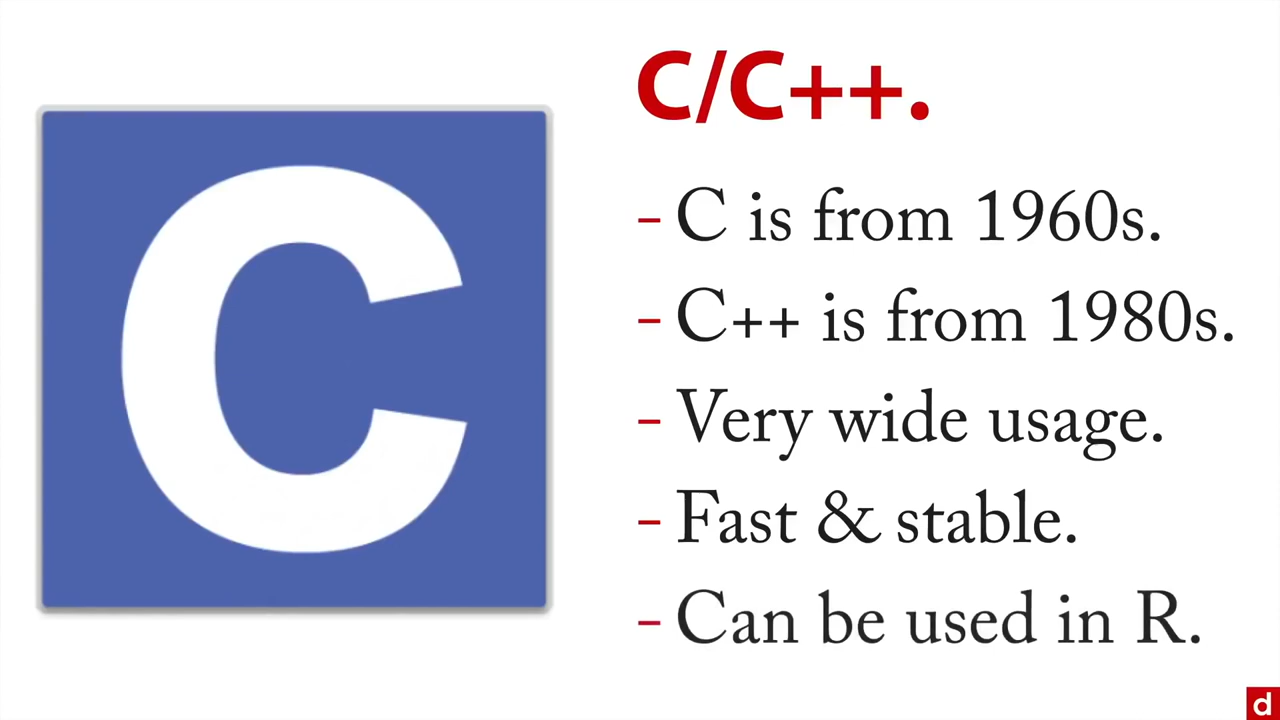 C
C/C++.
– C is from 1960s.
– C++ is from 1980s.
– Very wide usage.
– Fast & stable.
– Can be used in R.
d